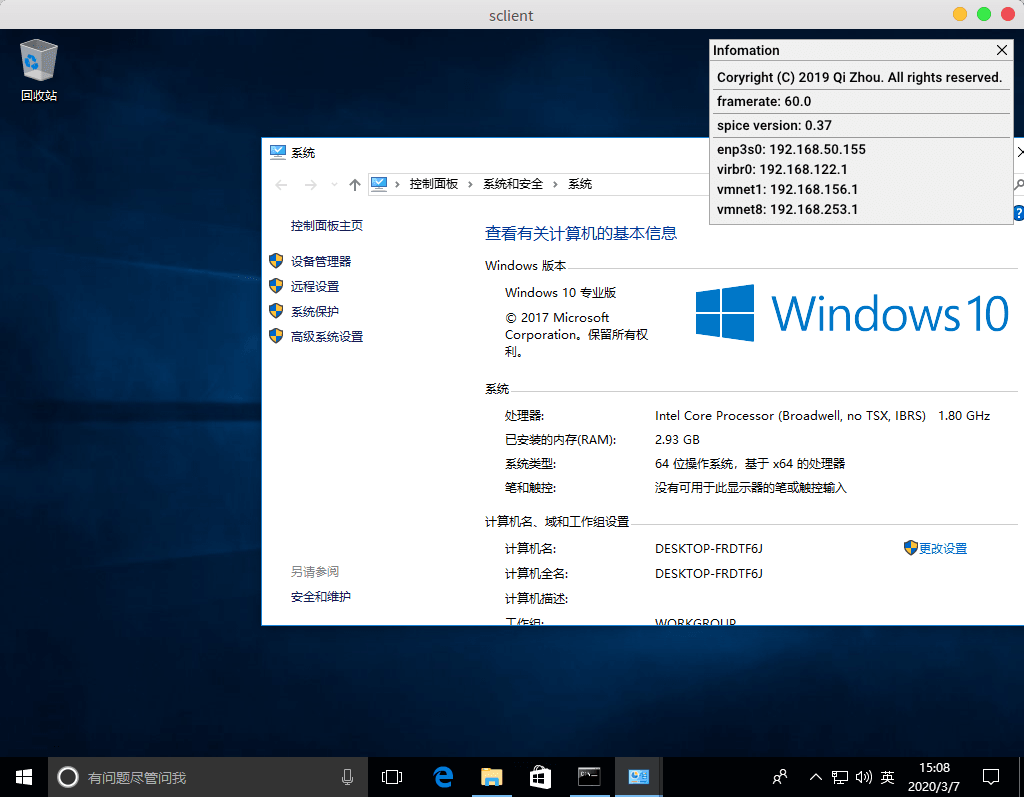 sclient
回收站
Infomation
Coryright (C) 2019 Qi Zhou. All rights reserved.
framerate: 60.0
spice version: 0.37
enp3s0: 192.168.50.155
virbr0: 192.168.122.1
vmnet1: 192.168.156.1
vmnet8: 192.168.253.1
系统
控制面板 系统和安全 系统
控制面板主页
设备管理器
远程设置
系统保护
高级系统设置
另请参阅
安全和维护
查看有关计算机的基本信息
Windows 版本
Windows 10 专业版
© 2017 Microsoft
Corporation。保留所有权
利。
Windows 10
系统
处理器: Intel Core Processor (Broadwell, no TSX, IBRS) 1.80 GHz
已安装的内存(RAM): 2.93 GB
系统类型: 64 位操作系统，基于 x64 的处理器
笔和触控: 没有可用于此显示器的笔或触控输入
计算机名、域和工作组设置
计算机名: DESKTOP-FRDTF6J 更改设置
计算机全名: DESKTOP-FRDTF6J
计算机描述:
工作组: WORKGROUP
有问题尽管问我
英
15:08
2020/3/7